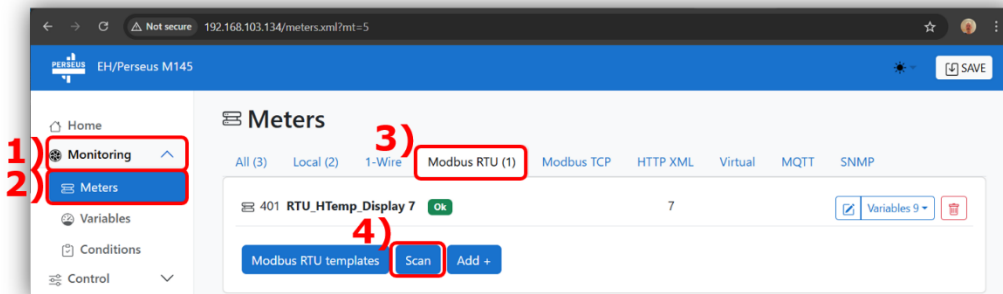 Not secure 192.168.103.134/meters.xml?mt=5
PERSEUS EH/Perseus M145 SAVE
Home
1) Monitoring
2) Meters
Variables
Conditions
Control
Meters
3)
All (3) Local (2) 1-Wire Modbus RTU (1) Modbus TCP HTTP XML Virtual MQTT SNMP
401 RTU_HTemp_Display 7 Ok 7 Variables 9
4)
Modbus RTU templates Scan Add +